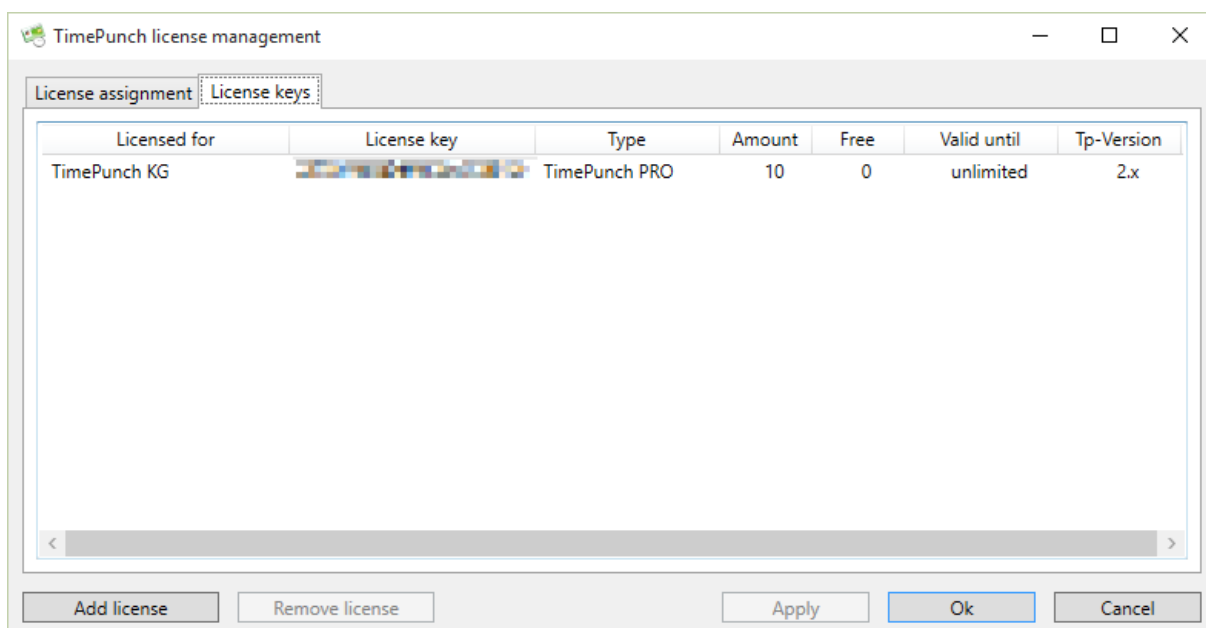 TimePunch license management
License assignment License keys
Licensed for License key Type Amount Free Valid until Tp-Version
TimePunch KG TimePunch PRO 10 0 unlimited 2.x
Add license Remove license Apply Ok Cancel